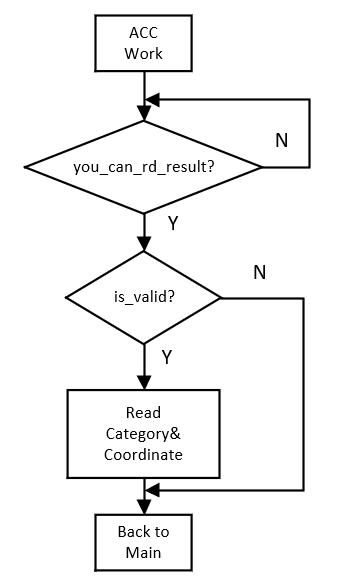 ACC
Work
you_can_rd_result?
N
Y
is_valid?
N
Y
Read
Category&
Coordinate
Back to
Main